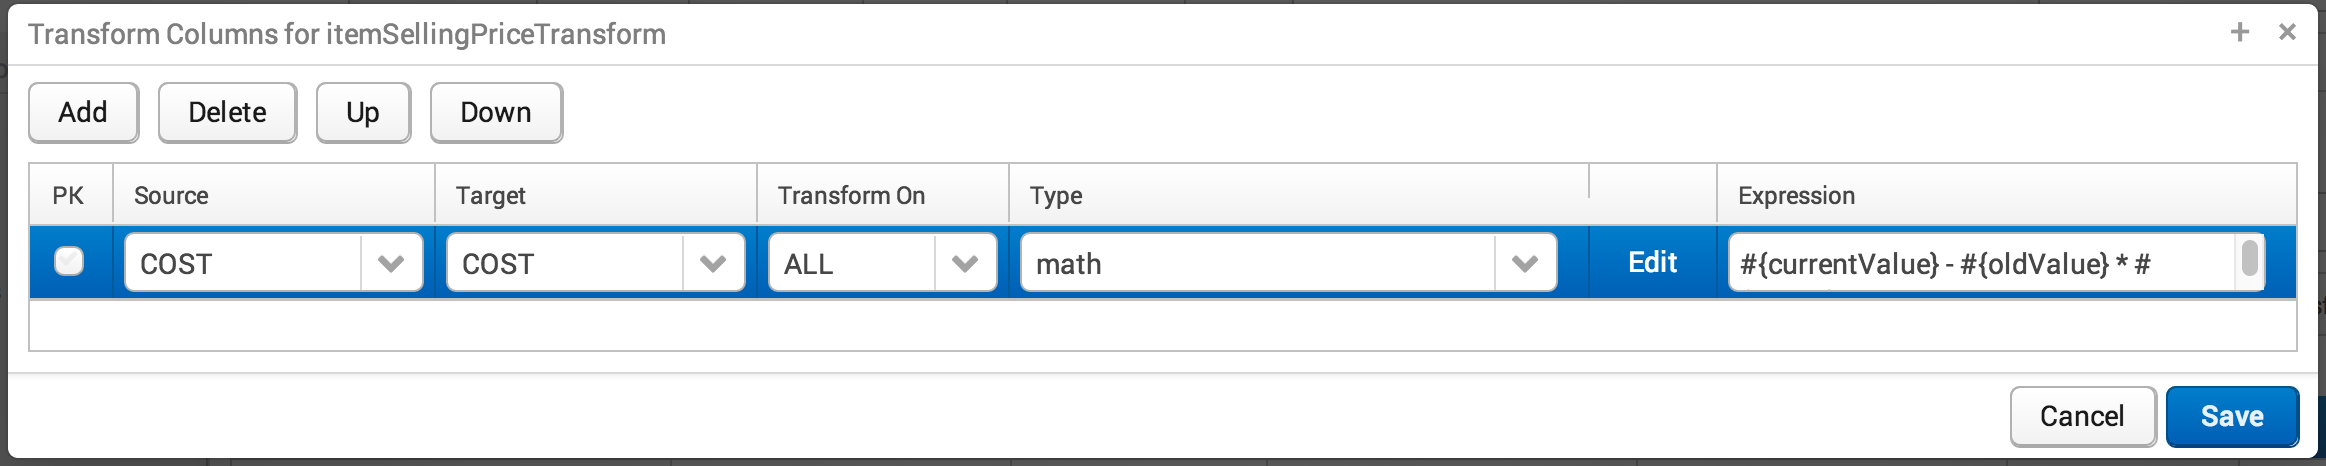 Transform Columns for itemSellingPriceTransform
Add Delete Up Down
PK Source Target Transform On Type Expression
COST COST ALL math Edit #{currentValue} - #{oldValue} * #
Cancel Save